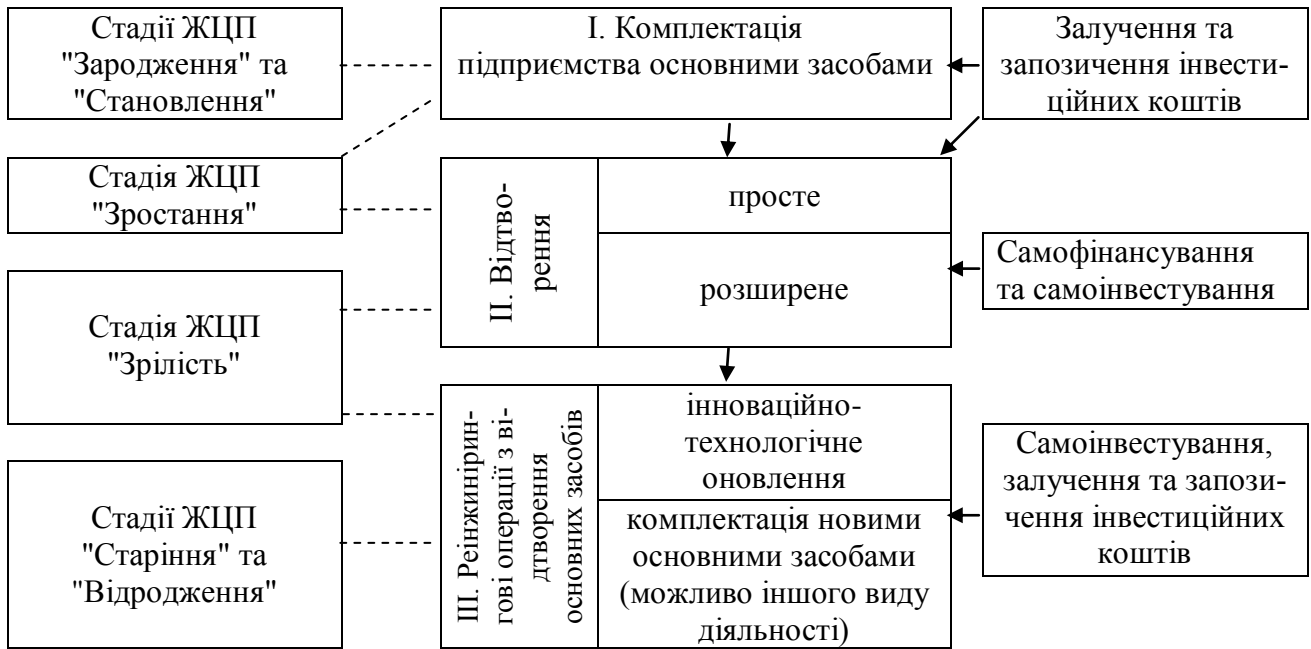 Стадії ЖЦП
"Зародження" та
"Становлення"
І. Комплектація
підприємства основними засобами
Залучення та
запозичення інвести-
ційних коштів
Стадія ЖЦП
"Зростання"
ІІ. Відтво-
рення
просте
розширене
Самофінансування
та самоінвестування
Стадія ЖЦП
"Зрілість"
ІІІ. Реінжинірин-
гові операції з ві-
дтворення
основних засобів
інноваційно-
технологічне
оновлення
комплектація новими
основними засобами
(можливо іншого виду
діяльності)
Самоінвестування,
залучення та запози-
чення інвестиційних
коштів
Стадії ЖЦП
"Старіння" та
"Відродження"